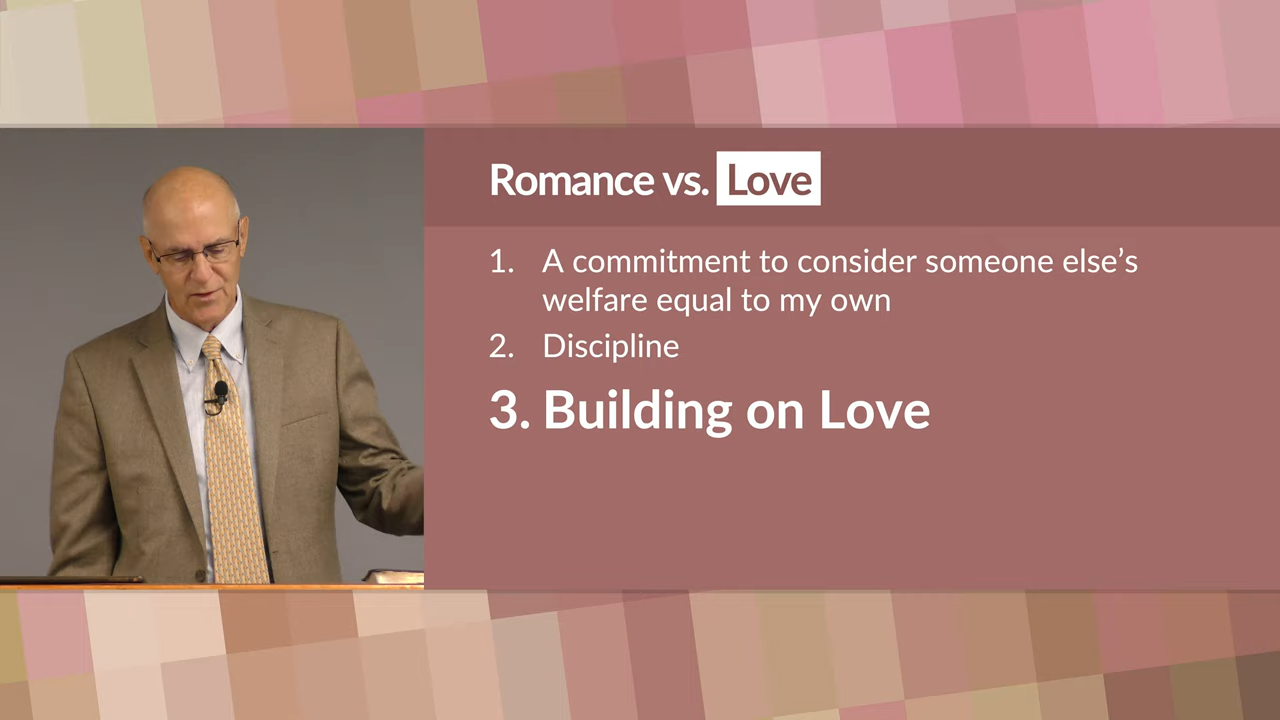 Romance vs. Love
1. A commitment to consider someone else’s
welfare equal to my own
2. Discipline
3. Building on Love